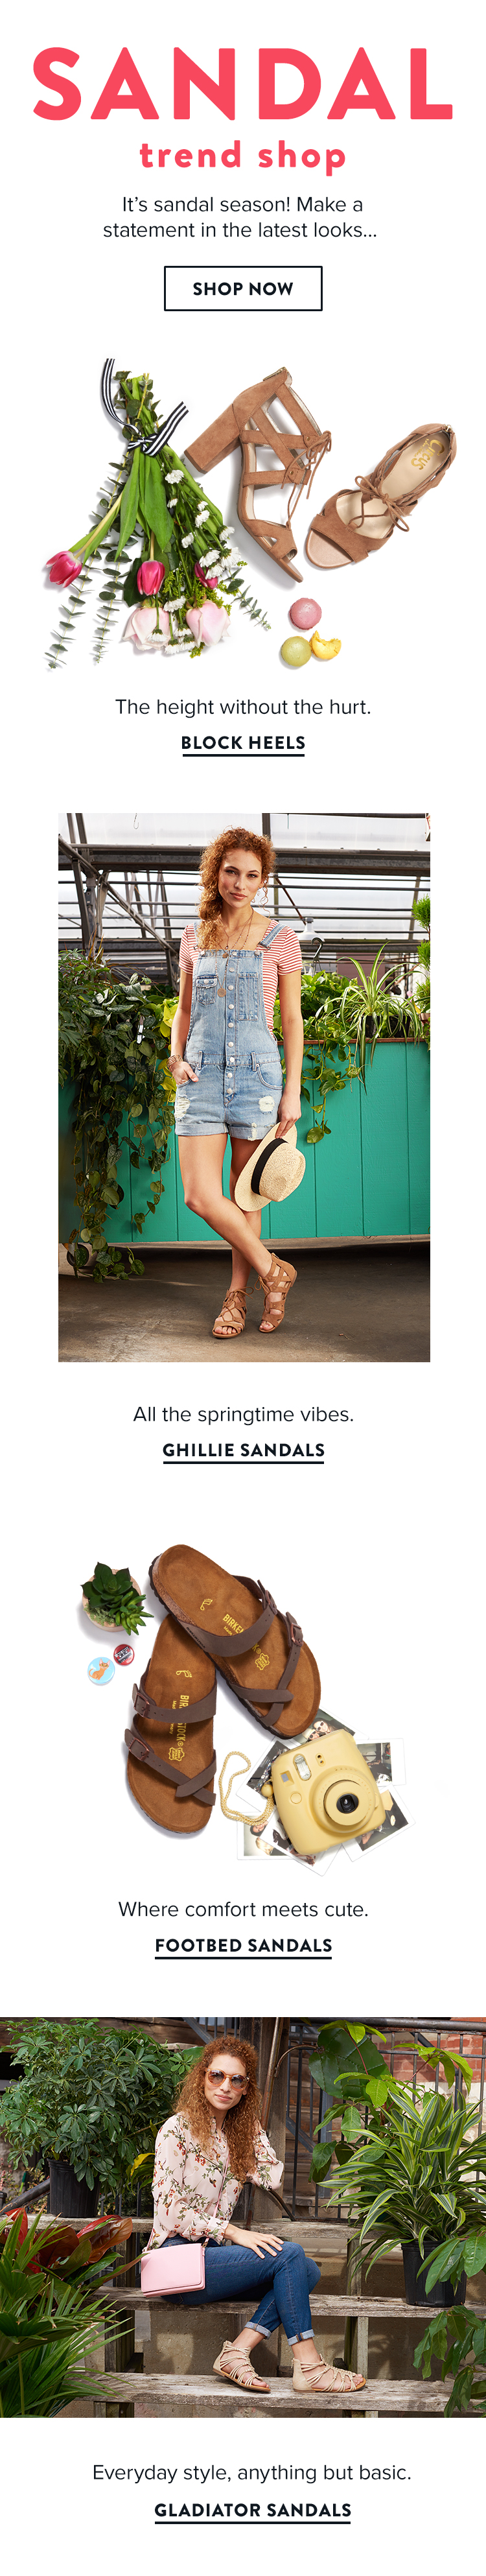 SANDAL
trend shop
It's sandal season! Make a
statement in the latest looks...
SHOP NOW
Circus
The height without the hurt.
BLOCK HEELS
All the springtime vibes.
GHILLIE SANDALS
Where comfort meets cute.
FOOTBED SANDALS
Everyday style, anything but basic.
GLADIATOR SANDALS